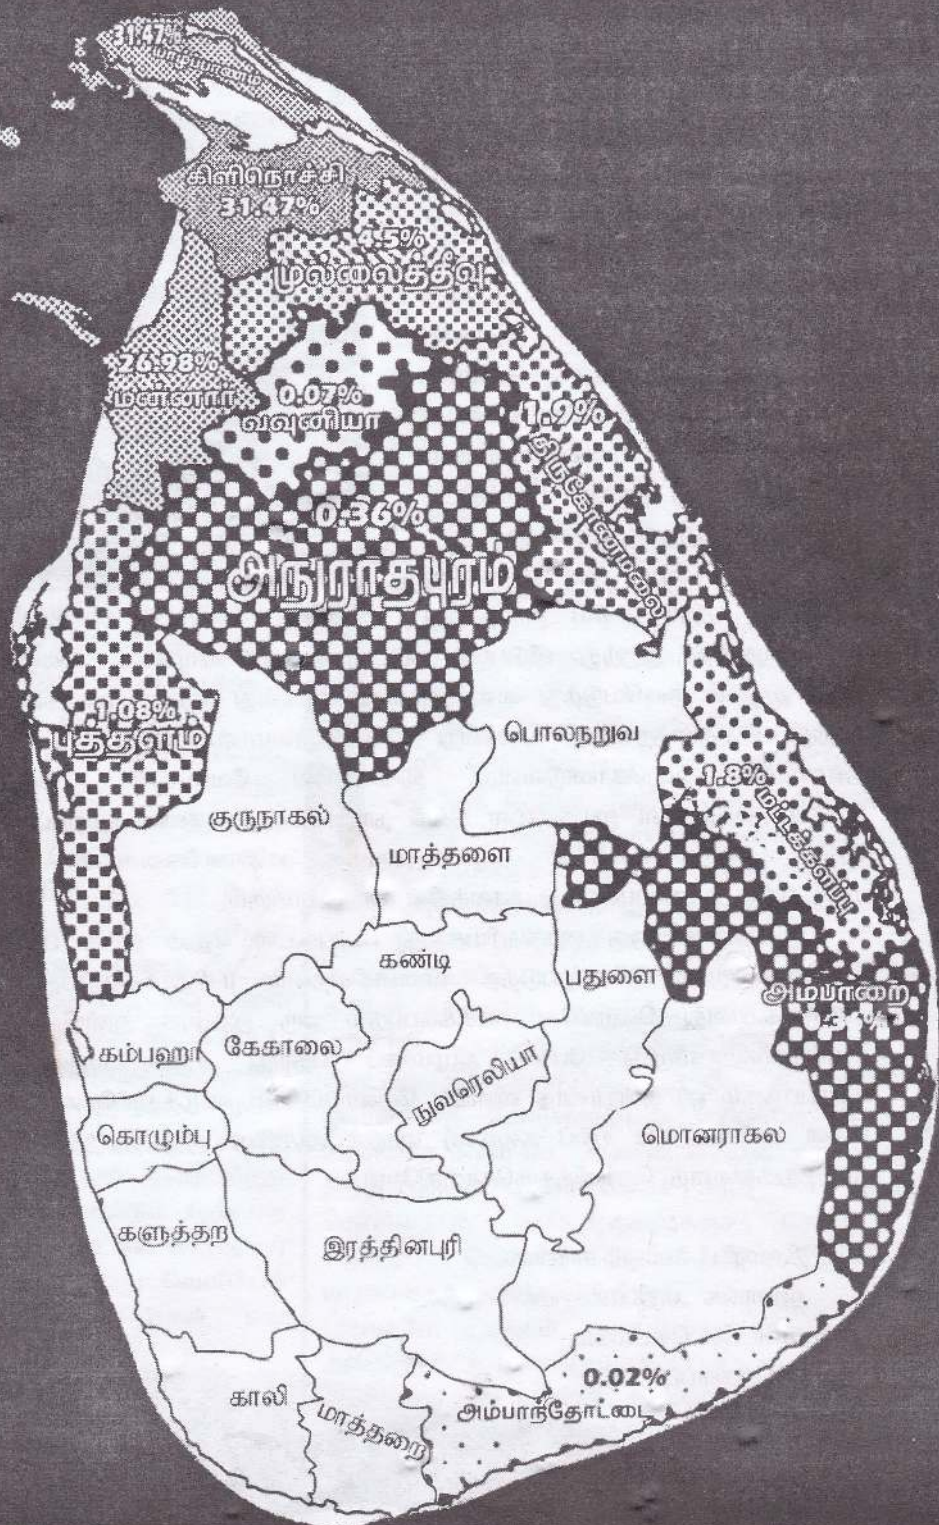 31.47%
யாழ்ப்பாணம்
கிளிநொச்சி
31.47%
4.5%
முல்லைத்தீவு
26.98%
மன்னார்
0.07%
வவுனியா
1.9%
திருகோணமலை
0.36%
அநுராதபுரம்
1.08%
புத்தளம்
பொலநறுவ
குருநாகல்
மாத்தளை
1.8%
மட்டக்களப்பு
கண்டி
பதுளை
அம்பாறை
கம்பஹா
கேகாலை
நுவரெலியா
கொழும்பு
மொனராகல
களுத்தற
இரத்தினபுரி
0.02%
காலி
மாத்தறை
அம்பாந்தோட்டை